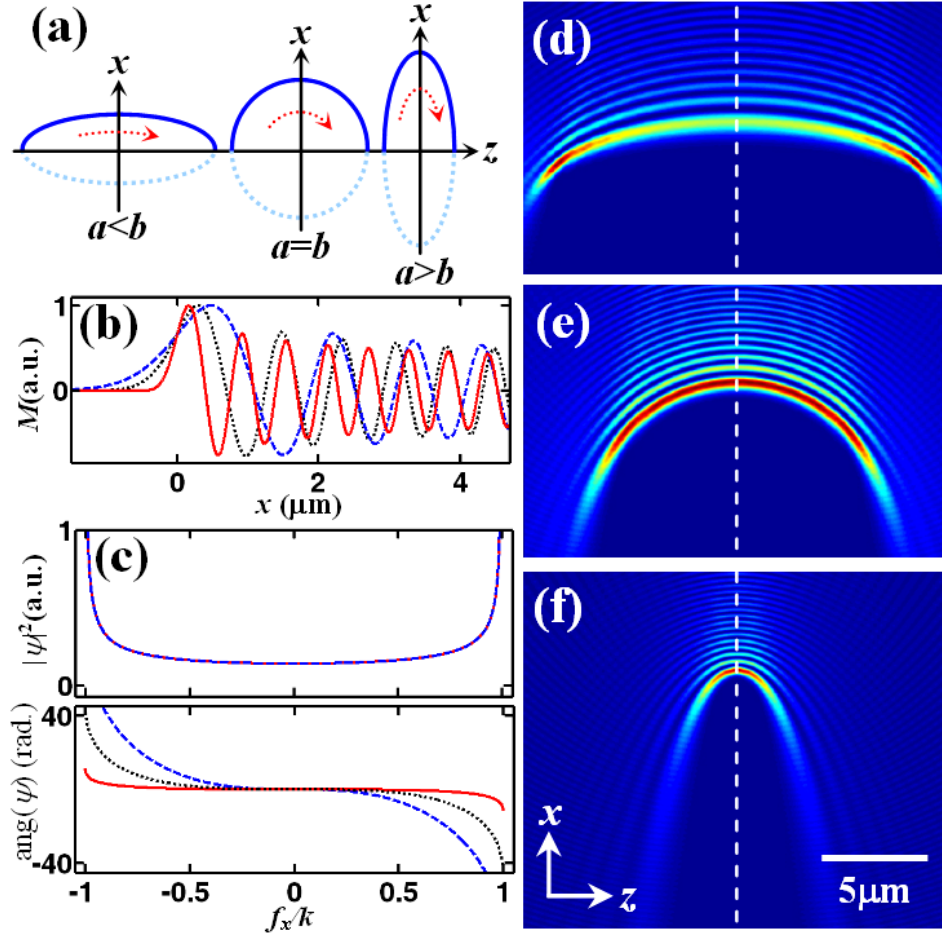 (a)
x x x
z
a<b a=b a>b
(b)
M(a.u.)
1
0
0 2 4
x (μm)
(c)
|ψ|²(a.u.)
1
0
ang(ψ) (rad.)
40
-40
-1 -0.5 0 0.5 1
fₓ/k
(d)
(e)
(f)
x
z
5μm